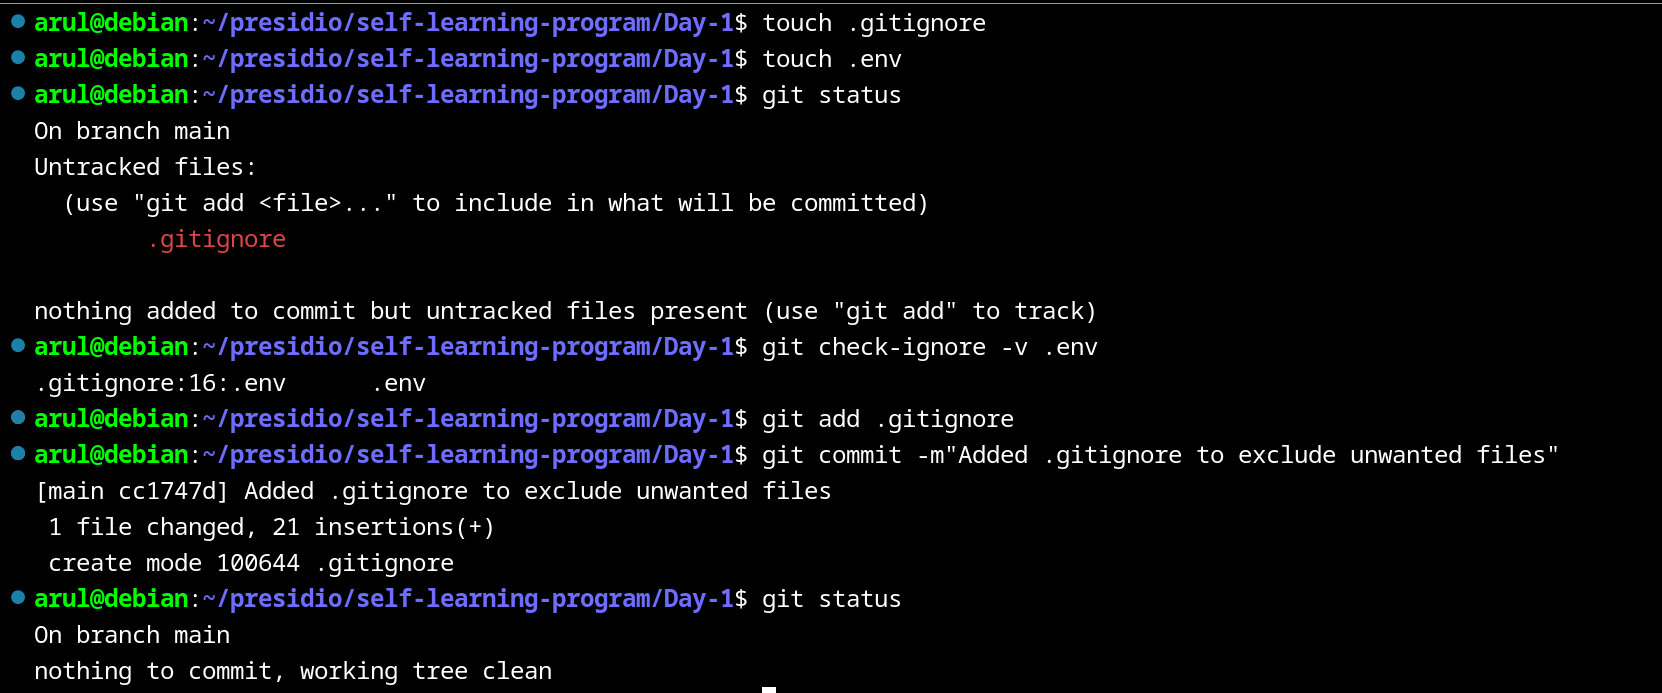 arul@debian:~/presidio/self-learning-program/Day-1$ touch .gitignore
arul@debian:~/presidio/self-learning-program/Day-1$ touch .env
arul@debian:~/presidio/self-learning-program/Day-1$ git status
On branch main
Untracked files:
  (use "git add <file>..." to include in what will be committed)
        .gitignore

nothing added to commit but untracked files present (use "git add" to track)
arul@debian:~/presidio/self-learning-program/Day-1$ git check-ignore -v .env
.gitignore:16:.env      .env
arul@debian:~/presidio/self-learning-program/Day-1$ git add .gitignore
arul@debian:~/presidio/self-learning-program/Day-1$ git commit -m"Added .gitignore to exclude unwanted files"
[main cc1747d] Added .gitignore to exclude unwanted files
 1 file changed, 21 insertions(+)
 create mode 100644 .gitignore
arul@debian:~/presidio/self-learning-program/Day-1$ git status
On branch main
nothing to commit, working tree clean